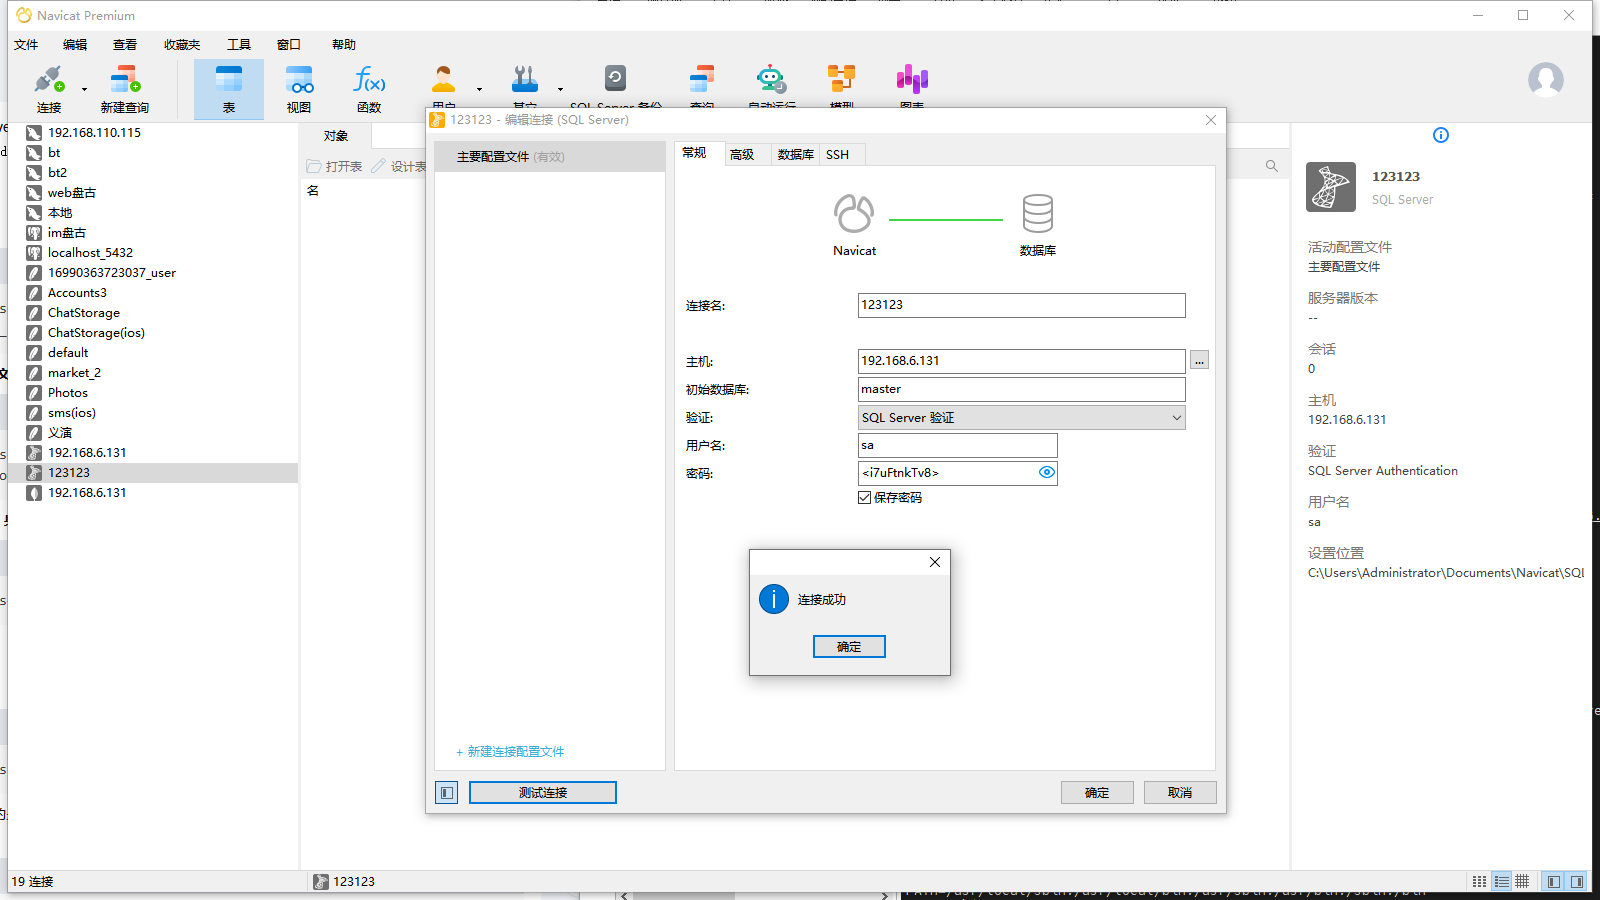 Navicat Premium
文件 编辑 查看 收藏夹 工具 窗口 帮助
连接 新建查询 表 视图 函数 用户 其它 SQL Server 备份 查询 自动运行 模型 图表
192.168.110.115
bt
bt2
web盘古
本地
im盘古
localhost_5432
16990363723037_user
Accounts3
ChatStorage
ChatStorage(ios)
default
market_2
Photos
sms(ios)
义演
192.168.6.131
123123
192.168.6.131
对象
打开表 设计表
名
123123 - 编辑连接 (SQL Server)
主要配置文件 (有效)
+ 新建连接配置文件
常规 高级 数据库 SSH
Navicat 数据库
连接名: 123123
主机: 192.168.6.131 ...
初始数据库: master
验证: SQL Server 验证
用户名: sa
密码: <i7uFtnkTv8>
保存密码
连接成功
确定
测试连接 确定 取消
123123
SQL Server
活动配置文件
主要配置文件
服务器版本
--
会话
0
主机
192.168.6.131
验证
SQL Server Authentication
用户名
sa
设置位置
C:\Users\Administrator\Documents\Navicat\SQL
19 连接 123123